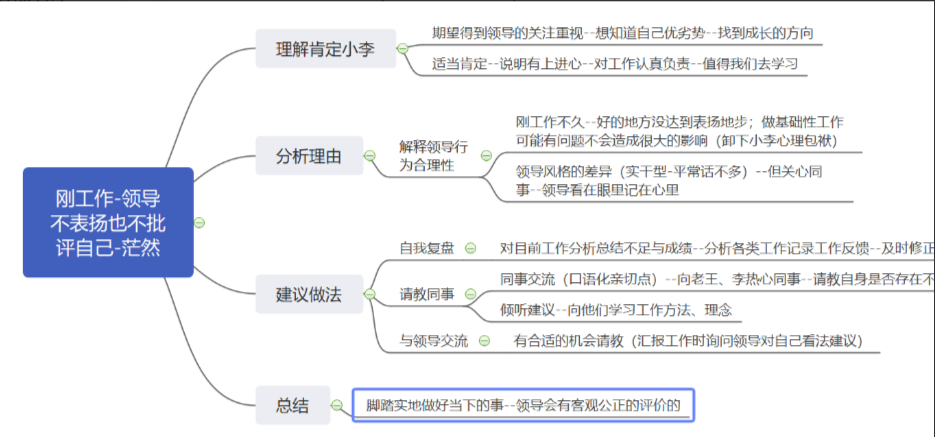 刚工作-领导
不表扬也不批
评自己-茫然
理解肯定小李
期望得到领导的关注重视--想知道自己优劣势--找到成长的方向
适当肯定--说明有上进心--对工作认真负责--值得我们去学习
分析理由
解释领导行
为合理性
刚工作不久--好的地方没达到表扬地步；做基础性工作
可能有问题不会造成很大的影响（卸下小李心理包袱）
领导风格的差异（实干型-平常话不多）--但关心同
事--领导看在眼里记在心里
建议做法
自我复盘
对目前工作分析总结不足与成绩--分析各类工作记录工作反馈--及时修正
请教同事
同事交流（口语化亲切点）--向老王、李热心同事--请教自身是否存在不
倾听建议--向他们学习工作方法、理念
与领导交流
有合适的机会请教（汇报工作时询问领导对自己看法建议）
总结
脚踏实地做好当下的事--领导会有客观公正的评价的